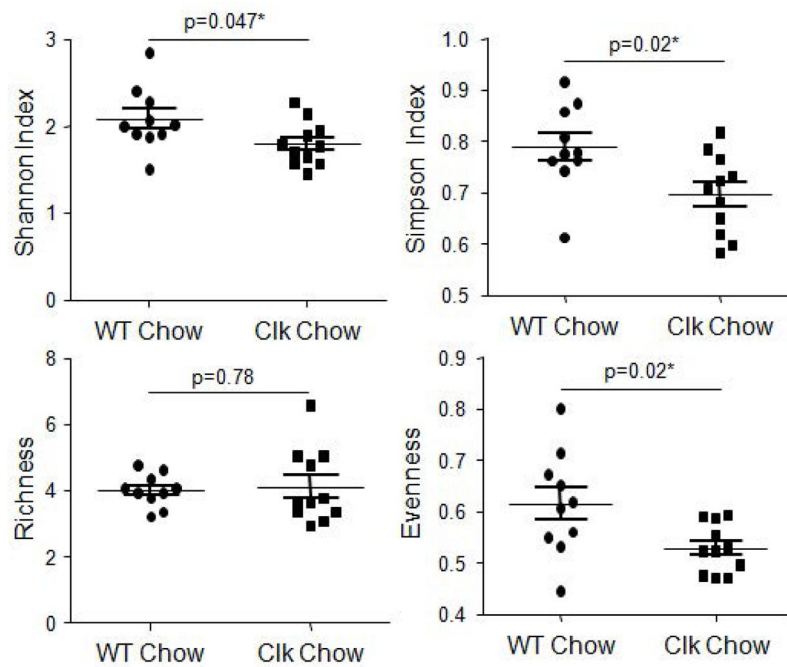 p=0.047*
Shannon Index
3
2
1
0
WT Chow
Clk Chow
p=0.02*
Simpson Index
1.0
0.9
0.8
0.7
0.6
0.5
WT Chow
Clk Chow
p=0.78
Richness
8
6
4
2
0
WT Chow
Clk Chow
p=0.02*
Evenness
0.9
0.8
0.7
0.6
0.5
0.4
WT Chow
Clk Chow